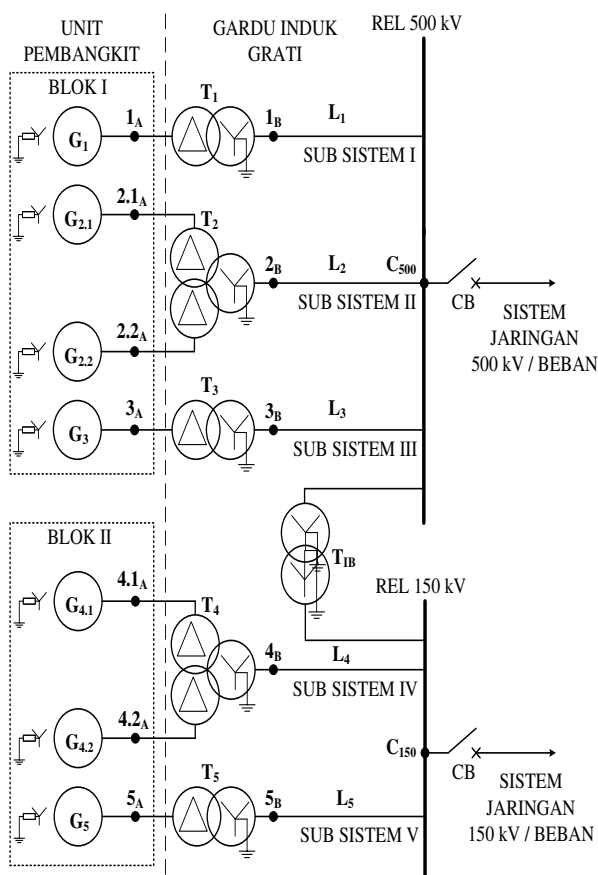 UNIT
PEMBANGKIT
GARDU INDUK
GRATI
REL 500 kV
BLOK I
G1
1A
T1
1B
L1
SUB SISTEM I
G2.1
2.1A
T2
2B
L2
C500
SUB SISTEM II
CB
SISTEM
JARINGAN
500 kV / BEBAN
G2.2
2.2A
G3
3A
T3
3B
L3
SUB SISTEM III
TIB
BLOK II
REL 150 kV
G4.1
4.1A
T4
4B
L4
SUB SISTEM IV
G4.2
4.2A
C150
CB
SISTEM
JARINGAN
150 kV / BEBAN
G5
5A
T5
5B
L5
SUB SISTEM V